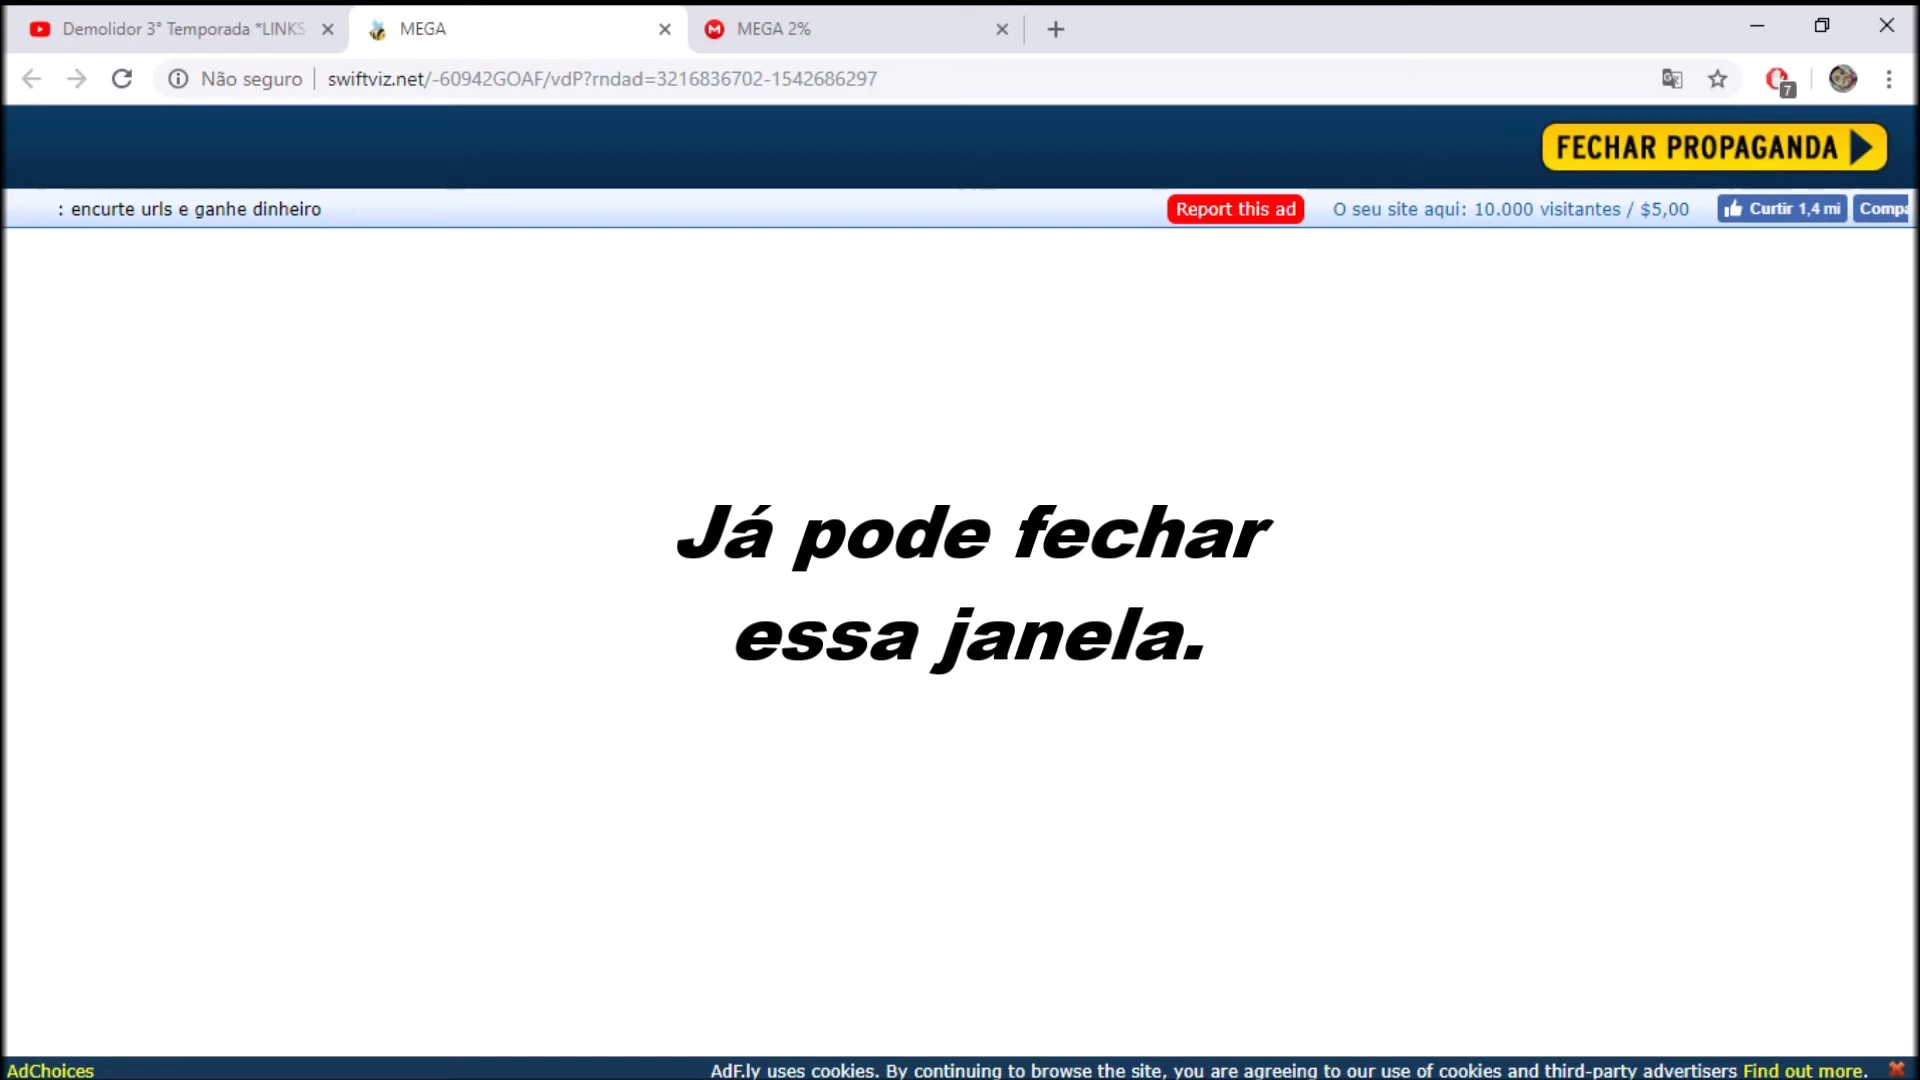 Demolidor 3° Temporada *LINKS
MEGA
MEGA 2%
Não seguro
swiftviz.net/-60942GOAF/vdP?rndad=3216836702-1542686297
7
FECHAR PROPAGANDA
: encurte urls e ganhe dinheiro
Report this ad
O seu site aqui: 10.000 visitantes / $5,00
Curtir 1,4 mi
Compa
Já pode fechar
essa janela.
AdChoices
AdF.ly uses cookies. By continuing to browse the site, you are agreeing to our use of cookies and third-party advertisers Find out more.